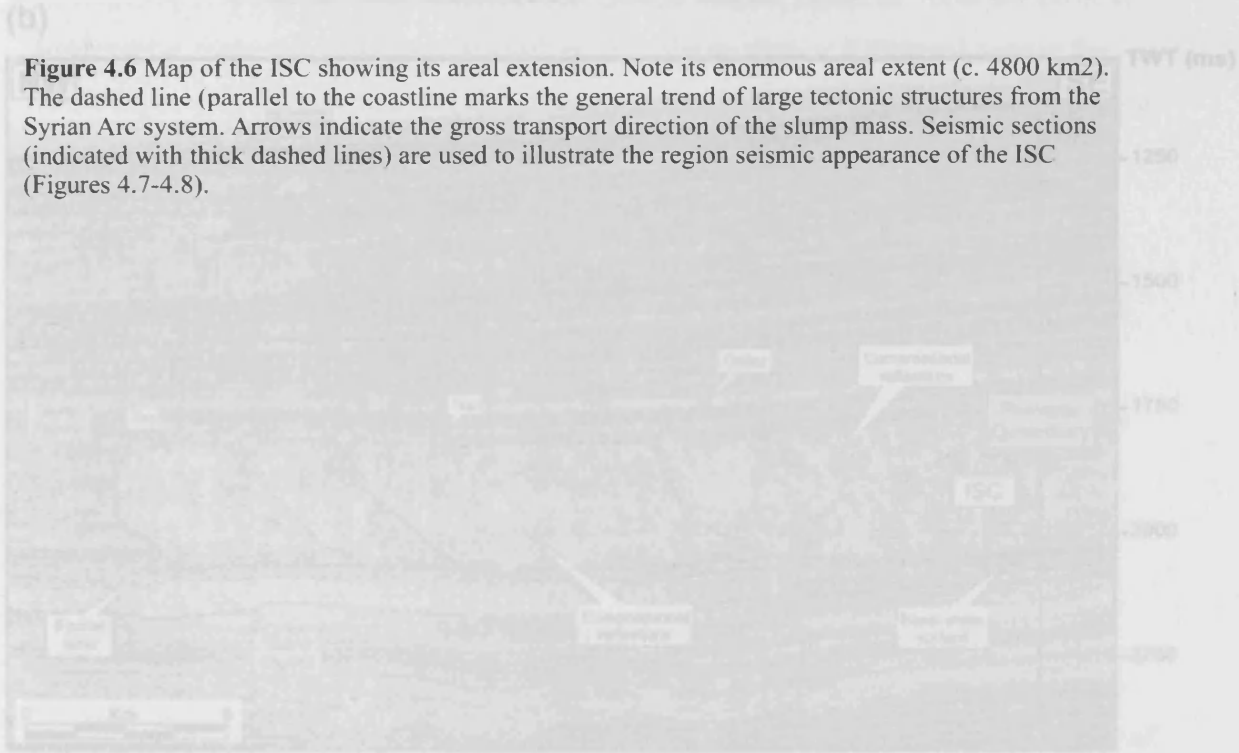 (b)
Figure 4.6 Map of the ISC showing its areal extension. Note its enormous areal extent (c. 4800 km2).
The dashed line (parallel to the coastline marks the general trend of large tectonic structures from the
Syrian Arc system. Arrows indicate the gross transport direction of the slump mass. Seismic sections
(indicated with thick dashed lines) are used to illustrate the region seismic appearance of the ISC
(Figures 4.7-4.8).
TWT (ms)
-1250
-1500
-1750
ISC